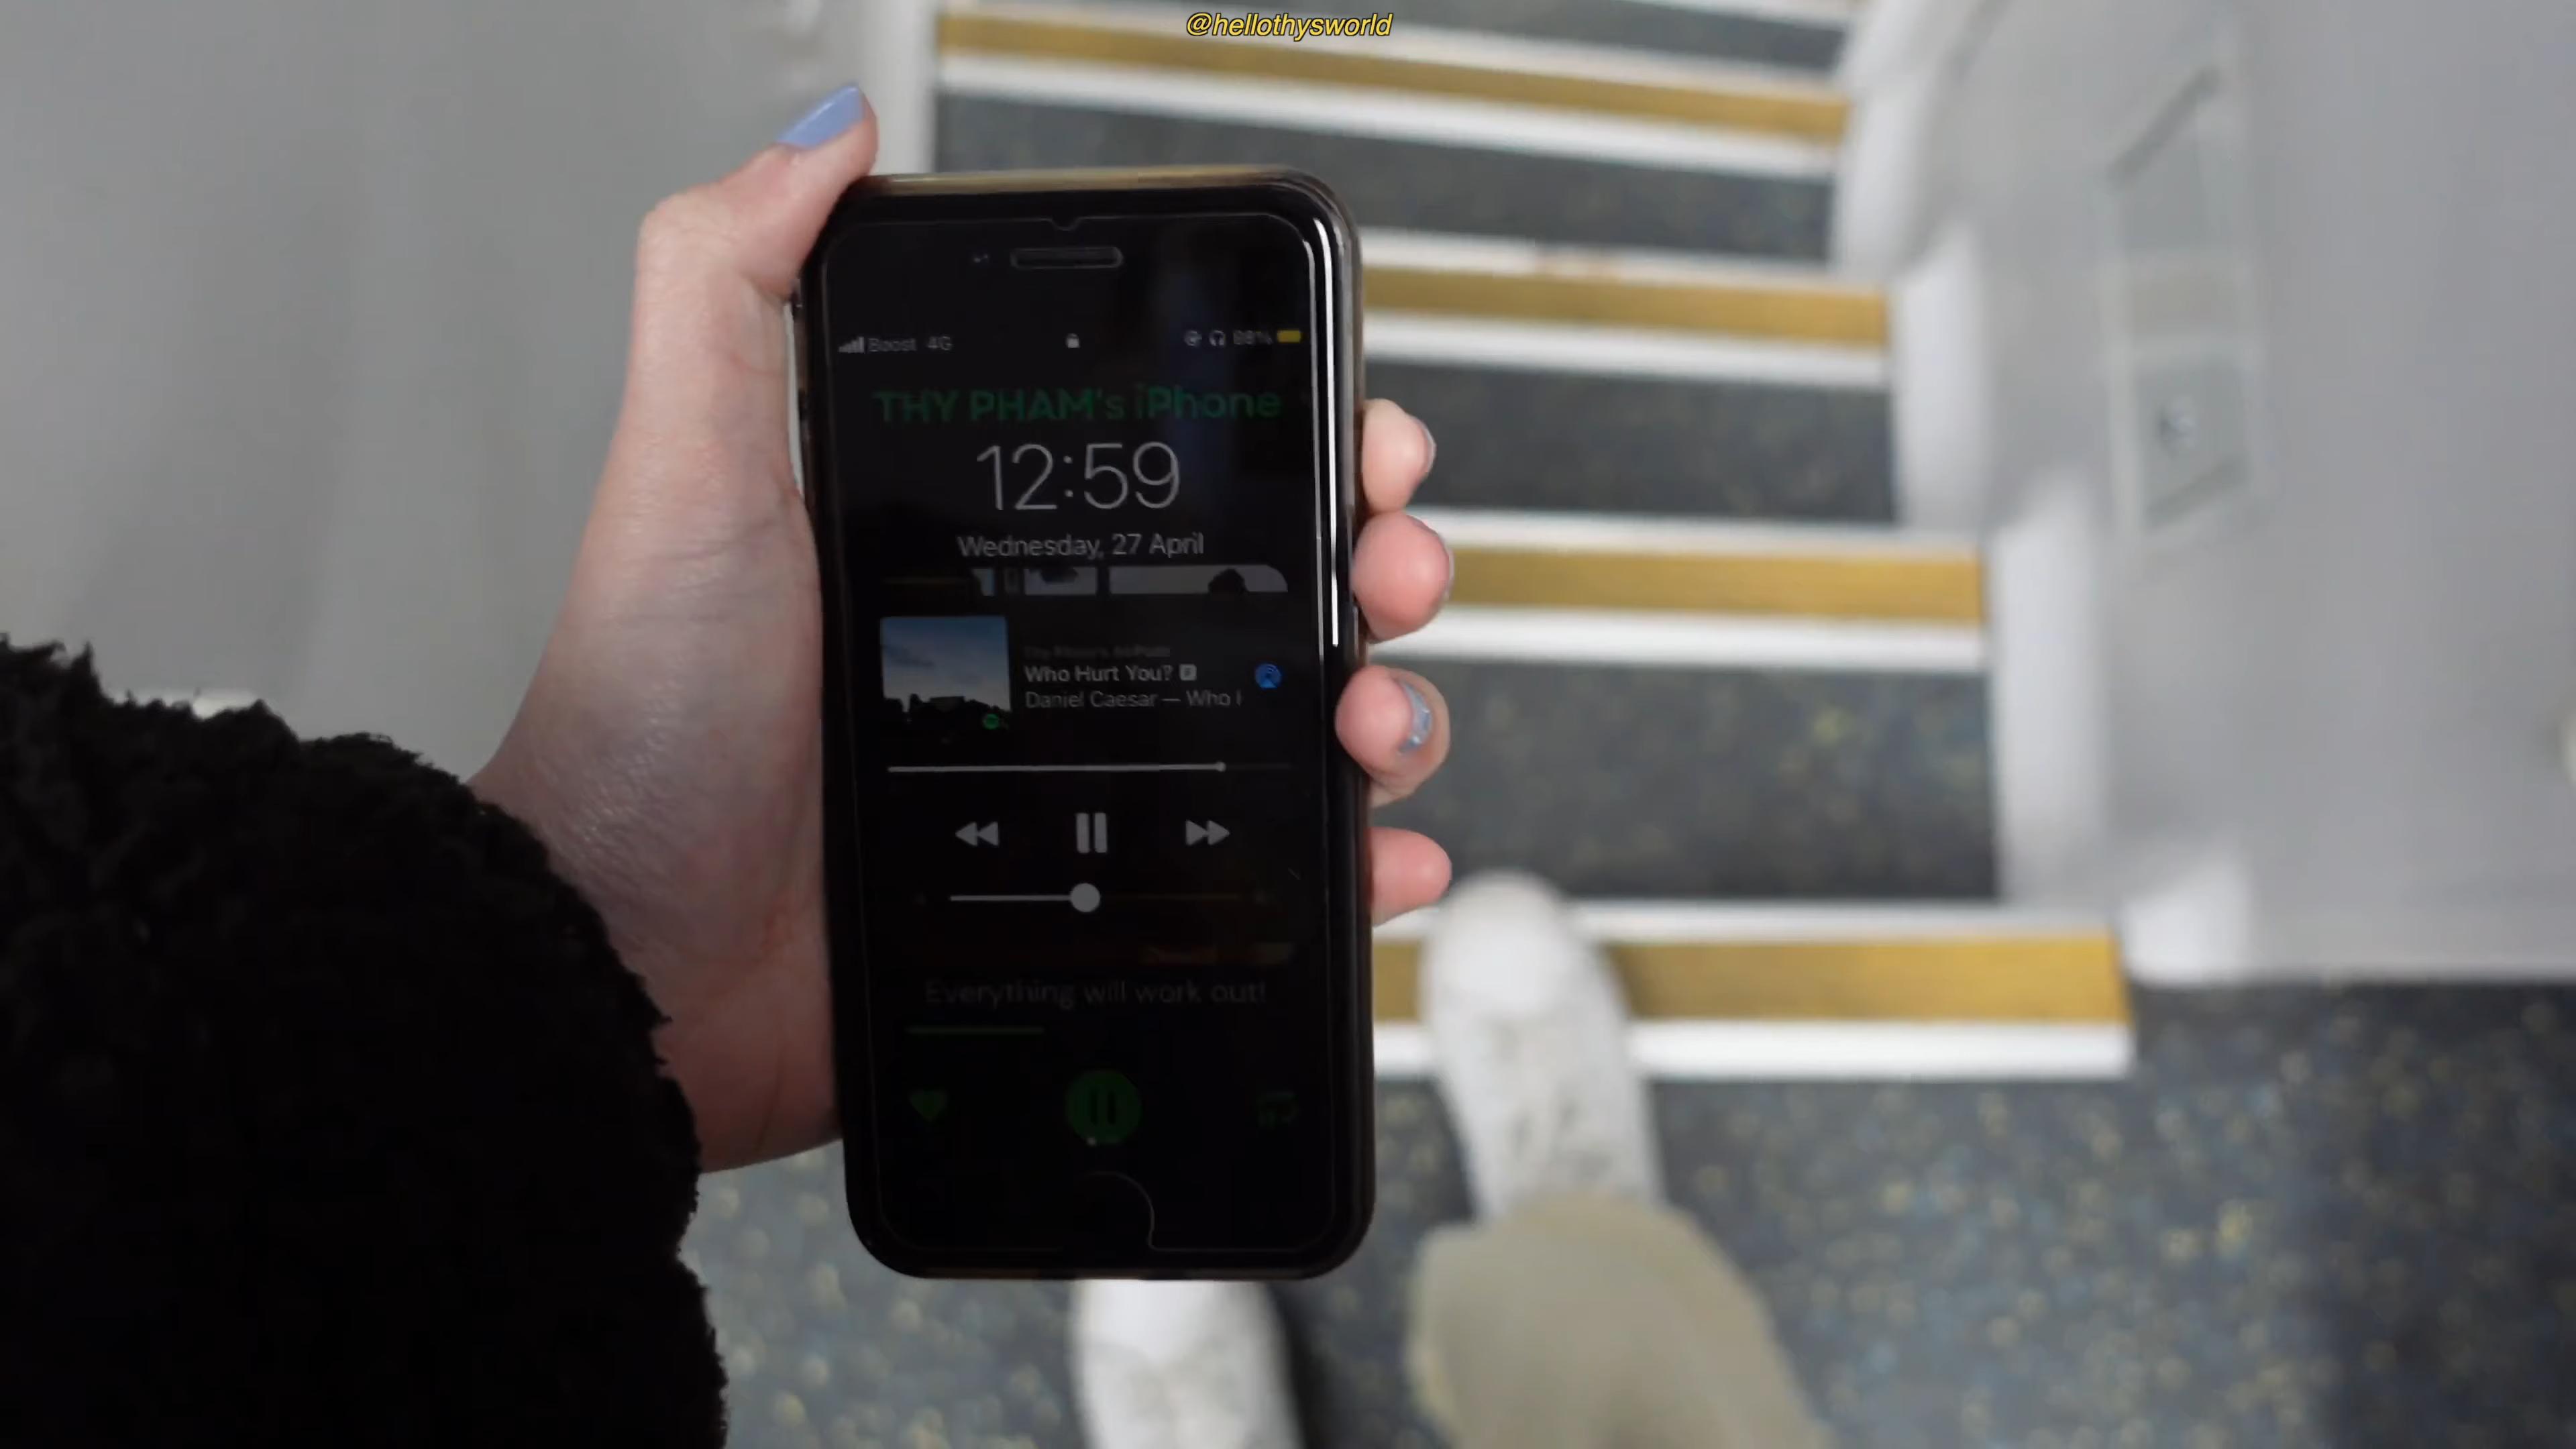 @hellothysworld
Boost 4G 88%
THY PHAM's iPhone
12:59
Wednesday, 27 April
Who Hurt You? E
Daniel Caesar — Who I
Everything will work out!